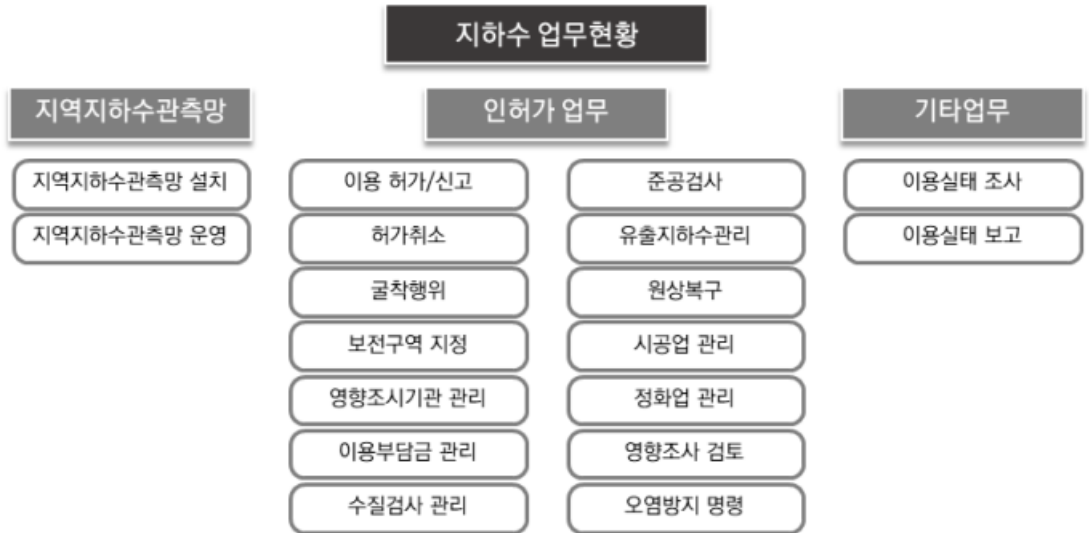 지하수 업무현황
지역지하수관측망
인허가 업무
기타업무
지역지하수관측망 설치
지역지하수관측망 운영
이용 허가/신고
허가취소
굴착행위
보전구역 지정
영향조시기관 관리
이용부담금 관리
수질검사 관리
준공검사
유출지하수관리
원상복구
시공업 관리
정화업 관리
영향조사 검토
오염방지 명령
이용실태 조사
이용실태 보고